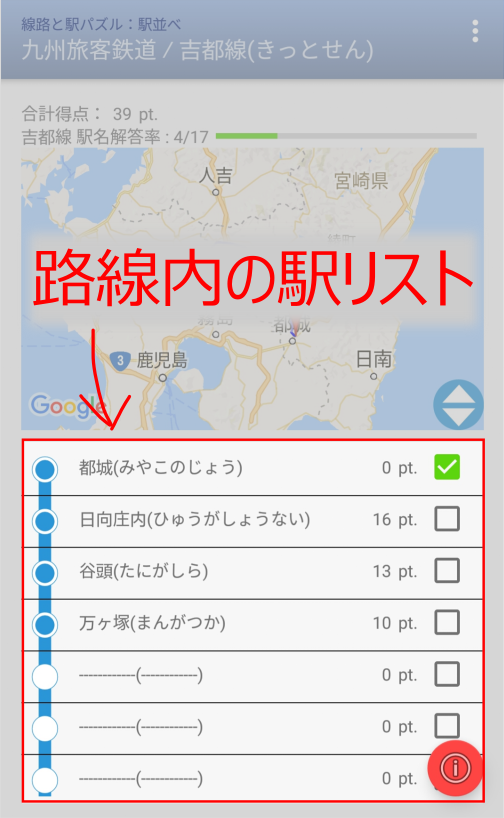 線路と駅パズル：駅並べ
九州旅客鉄道 / 吉都線(きっとせん)
合計得点： 39 pt.
吉都線 駅名解答率 : 4/17
人吉
宮崎県
路線内の駅リスト
都城
3 鹿児島
日南
Google
都城(みやこのじょう) 0 pt.
日向庄内(ひゅうがしょうない) 16 pt.
谷頭(たにがしら) 13 pt.
万ヶ塚(まんがつか) 10 pt.
------------(------------) 0 pt.
------------(------------) 0 pt.
------------(------------) 0 pt.